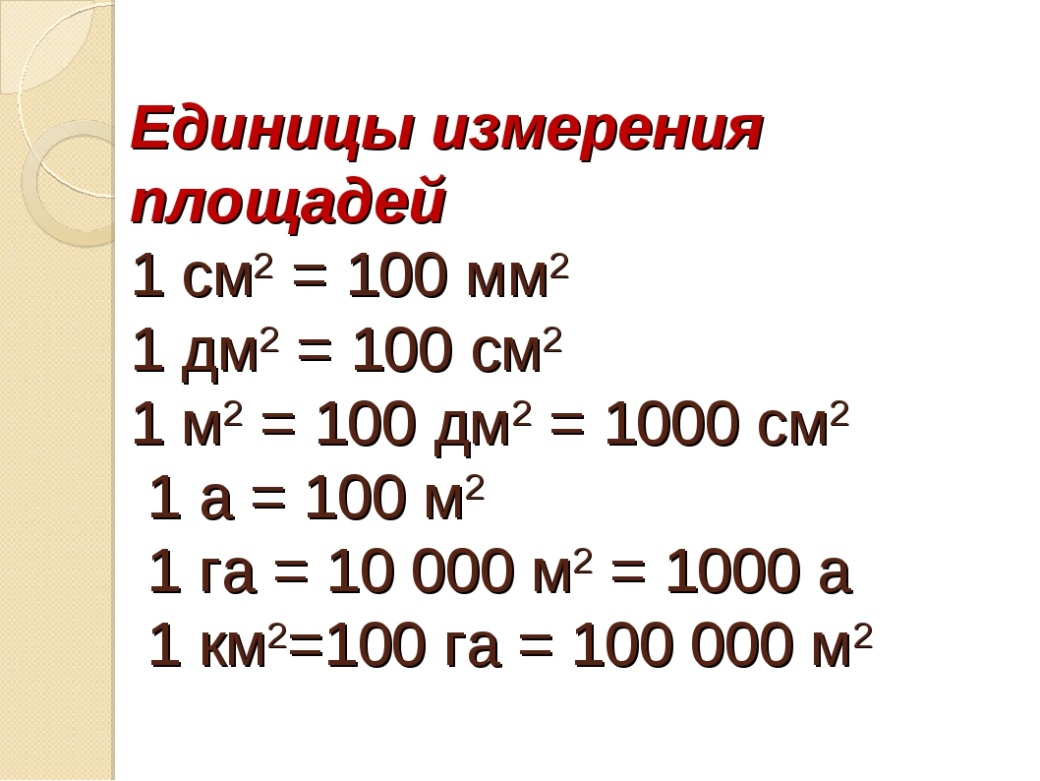 Единицы измерения
площадей
1 см² = 100 мм²
1 дм² = 100 см²
1 м² = 100 дм² = 1000 см²
1 а = 100 м²
1 га = 10 000 м² = 1000 а
1 км²=100 га = 100 000 м²